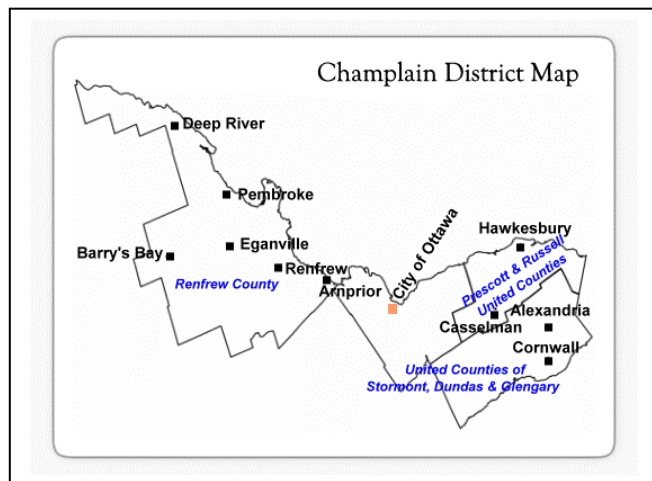 Champlain District Map
Deep River
Pembroke
City of Ottawa
Hawkesbury
Barry's Bay
Eganville
Renfrew
Renfrew County
Arnprior
Prescott & Russell
United Counties
Alexandria
Casselman
Cornwall
United Counties of
Stormont, Dundas & Glengary